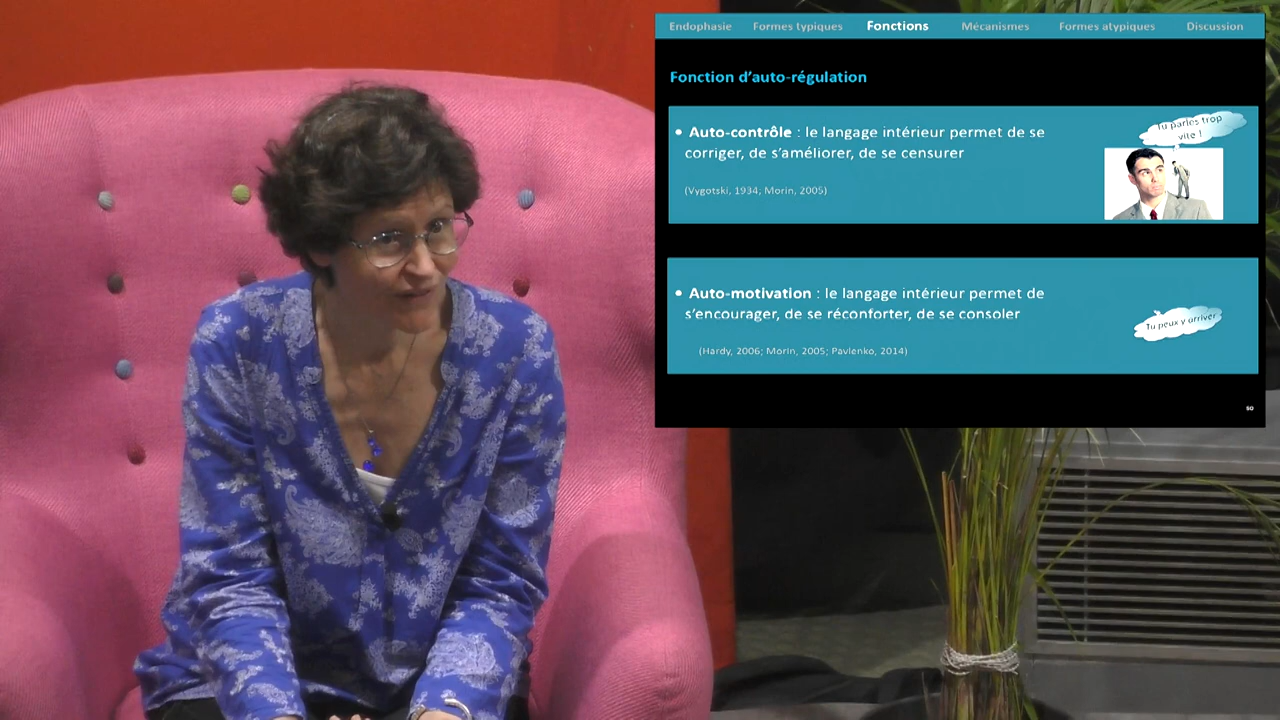 Endophasie Formes typiques Fonctions Mécanismes Formes atypiques Discussion
Fonction d'auto-régulation
• Auto-contrôle : le langage intérieur permet de se
corriger, de s'améliorer, de se censurer
(Vygotski, 1934; Morin, 2005)
Tu parles trop
vite !
• Auto-motivation : le langage intérieur permet de
s'encourager, de se réconforter, de se consoler
(Hardy, 2006; Morin, 2005; Pavlenko, 2014)
Tu peux y arriver
50